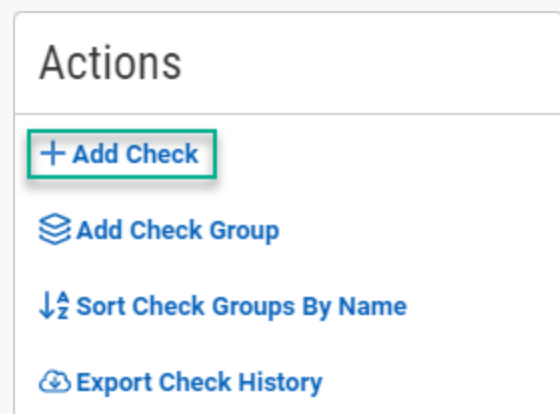 Actions
Add Check
Add Check Group
Sort Check Groups By Name
Export Check History